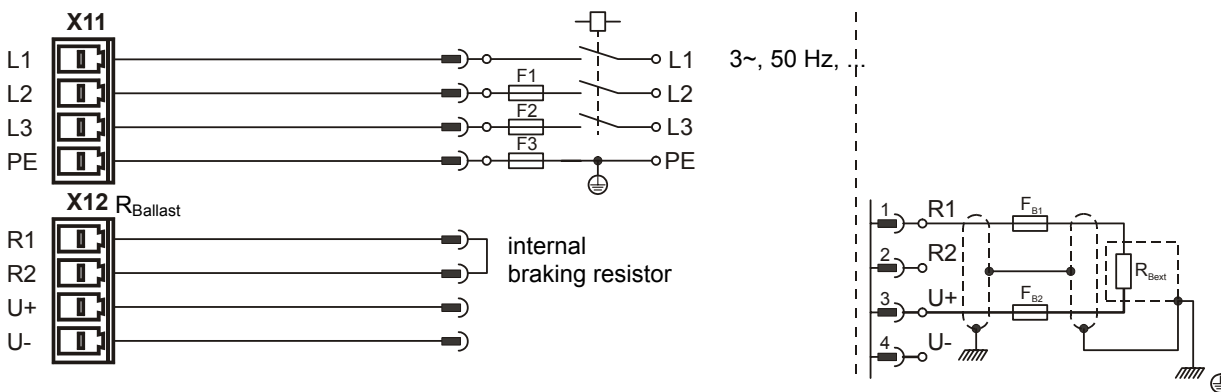 X11
L1
L2
L3
PE
F1
F2
F3
L1
L2
L3
PE
3~, 50 Hz, ...
X12 RBallast
R1
R2
U+
U-
internal
braking resistor
1 R1
2 R2
3 U+
4 U-
FB1
FB2
RBext